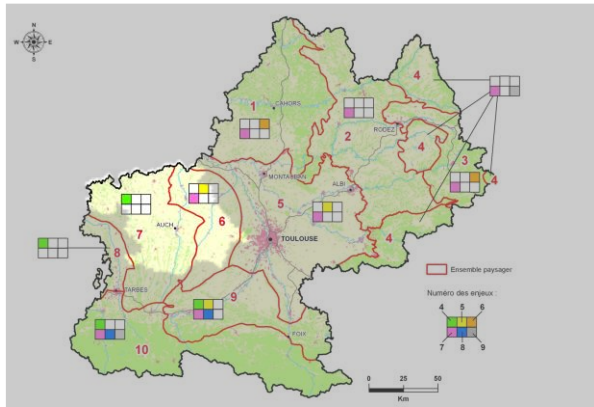 N
W E
S
4
1
CAHORS
2
RODEZ
4
3
4
MONTAUBAN
ALBI
5
6
7
AUCH
TOULOUSE
4
8
TARBES
9
FOIX
10
Ensemble paysager
Numéro des enjeux :
4 5 6
7 8 9
0 25 50
Km